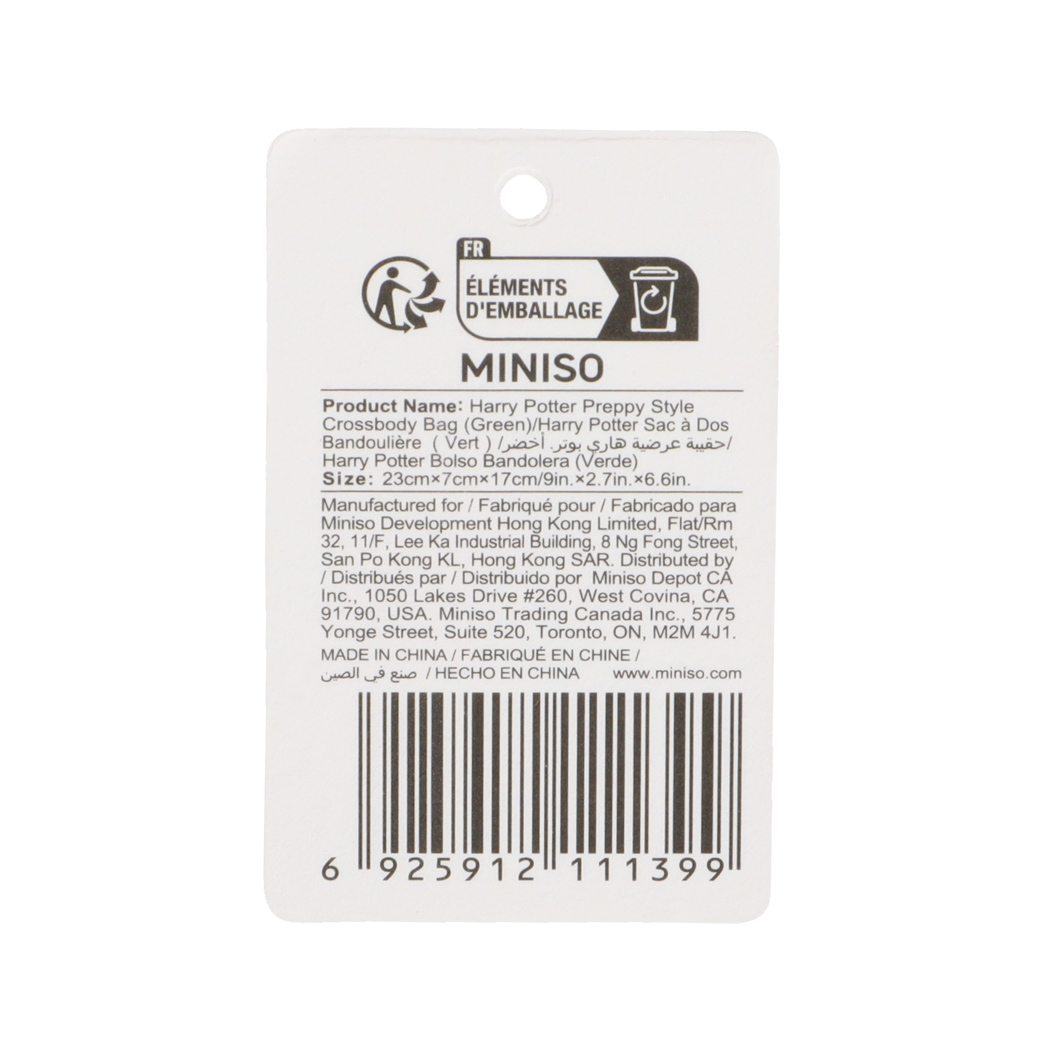 FR
ÉLÉMENTS
D'EMBALLAGE
MINISO
Product Name: Harry Potter Preppy Style
Crossbody Bag (Green)/Harry Potter Sac à Dos
Bandoulière ( Vert ) /حقيبة عرضية هاري بوتر. أخضر/
Harry Potter Bolso Bandolera (Verde)
Size: 23cm×7cm×17cm/9in.×2.7in.×6.6in.
Manufactured for / Fabriqué pour / Fabricado para
Miniso Development Hong Kong Limited, Flat/Rm
32, 11/F, Lee Ka Industrial Building, 8 Ng Fong Street,
San Po Kong KL, Hong Kong SAR. Distributed by
/ Distribués par / Distribuido por Miniso Depot CA
Inc., 1050 Lakes Drive #260, West Covina, CA
91790, USA. Miniso Trading Canada Inc., 5775
Yonge Street, Suite 520, Toronto, ON, M2M 4J1.
MADE IN CHINA / FABRIQUÉ EN CHINE /
صنع في الصين / HECHO EN CHINA www.miniso.com
6 925912 111399